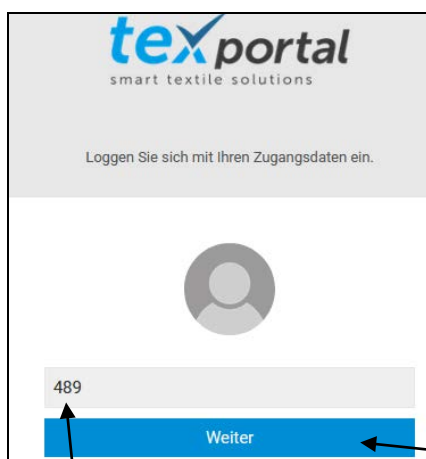 texportal
smart textile solutions
Loggen Sie sich mit Ihren Zugangsdaten ein.
489
Weiter